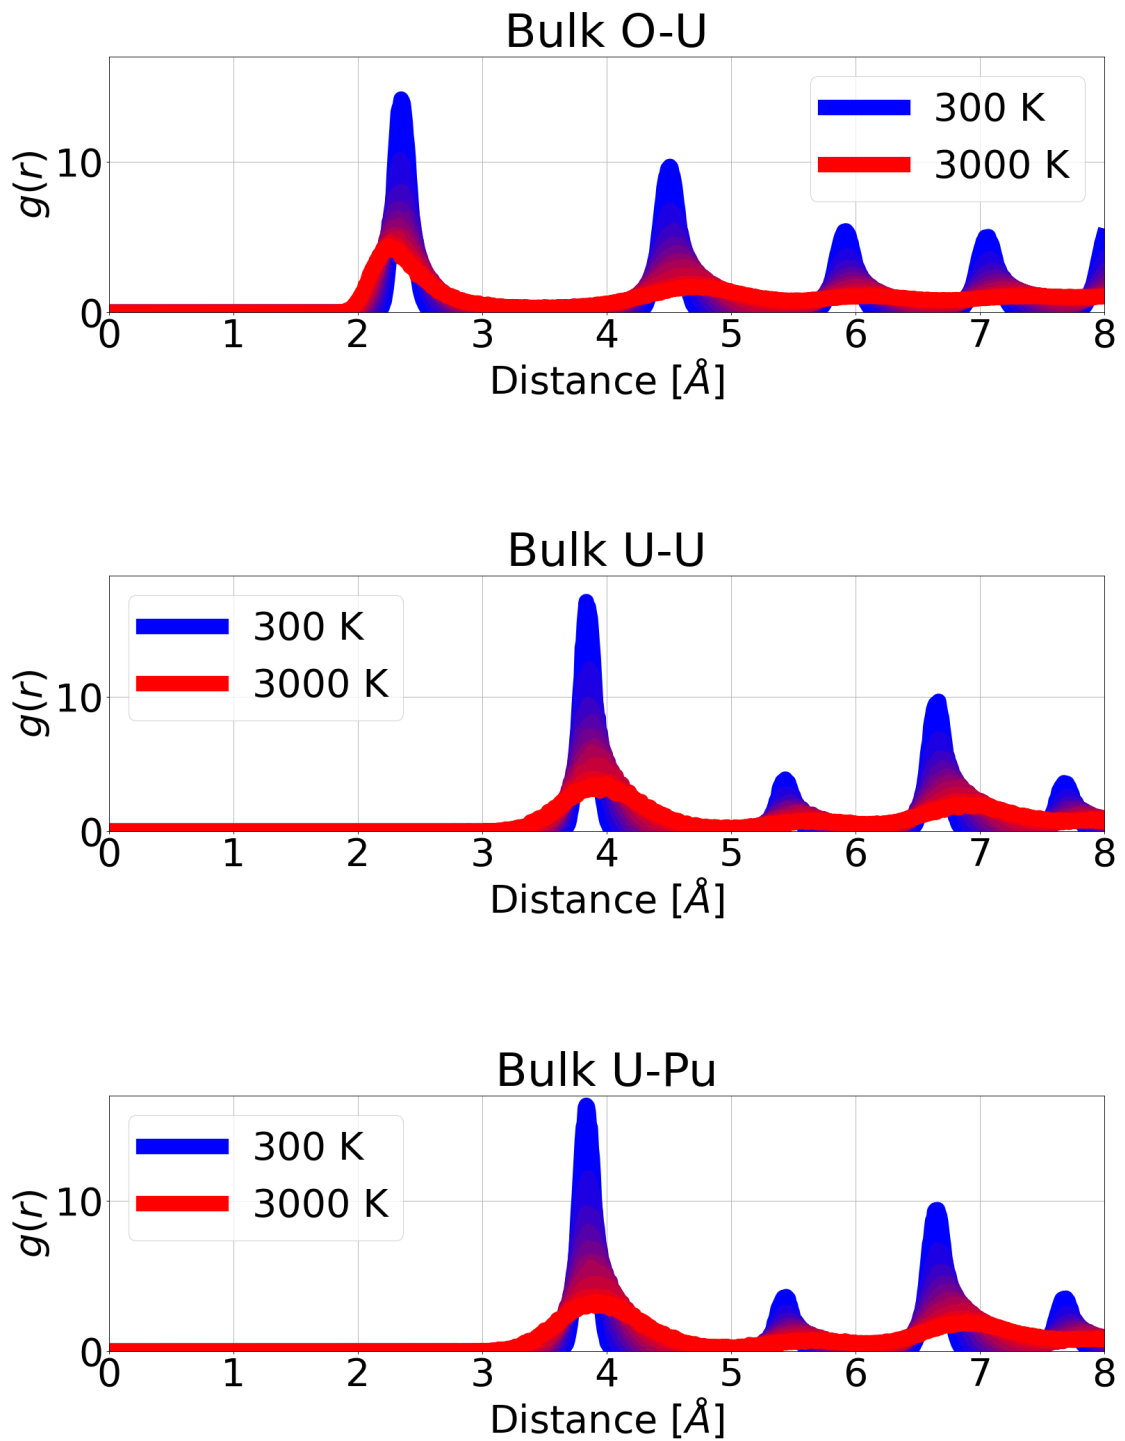 Bulk O-U
g(r)
10
0
300 K
3000 K
0 1 2 3 4 5 6 7 8
Distance [Å]
Bulk U-U
g(r)
10
0
300 K
3000 K
0 1 2 3 4 5 6 7 8
Distance [Å]
Bulk U-Pu
g(r)
10
0
300 K
3000 K
0 1 2 3 4 5 6 7 8
Distance [Å]